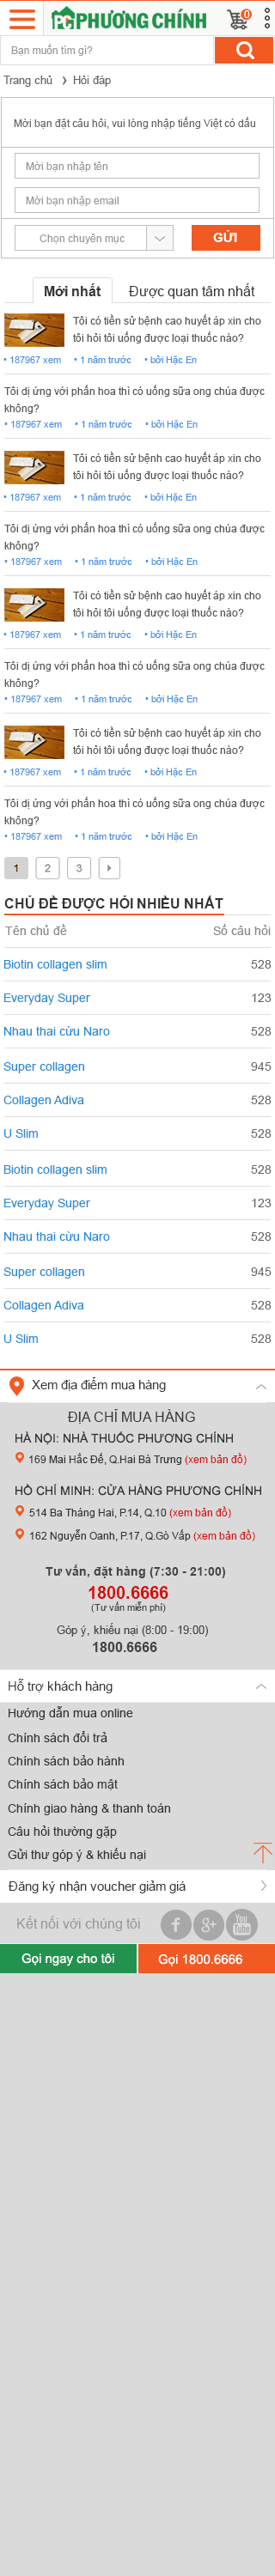 PHƯƠNG CHÍNH
0
Bạn muốn tìm gì?
Trang chủ > Hỏi đáp
Mời bạn đặt câu hỏi, vui lòng nhập tiếng Việt có dấu
Mời bạn nhập tên
Mời bạn nhập email
Chọn chuyên mục
GỬI
Mới nhất
Được quan tâm nhất
Tôi có tiền sử bệnh cao huyết áp xin cho
tôi hỏi tôi uống được loại thuốc nào?
• 187967 xem • 1 năm trước • bởi Hặc En
Tôi dị ứng với phấn hoa thì có uống sữa ong chúa được
không?
• 187967 xem • 1 năm trước • bởi Hặc En
Tôi có tiền sử bệnh cao huyết áp xin cho
tôi hỏi tôi uống được loại thuốc nào?
• 187967 xem • 1 năm trước • bởi Hặc En
Tôi dị ứng với phấn hoa thì có uống sữa ong chúa được
không?
• 187967 xem • 1 năm trước • bởi Hặc En
Tôi có tiền sử bệnh cao huyết áp xin cho
tôi hỏi tôi uống được loại thuốc nào?
• 187967 xem • 1 năm trước • bởi Hặc En
Tôi dị ứng với phấn hoa thì có uống sữa ong chúa được
không?
• 187967 xem • 1 năm trước • bởi Hặc En
Tôi có tiền sử bệnh cao huyết áp xin cho
tôi hỏi tôi uống được loại thuốc nào?
• 187967 xem • 1 năm trước • bởi Hặc En
Tôi dị ứng với phấn hoa thì có uống sữa ong chúa được
không?
• 187967 xem • 1 năm trước • bởi Hặc En
1 2 3
CHỦ ĐỀ ĐƯỢC HỎI NHIỀU NHẤT
Tên chủ đề Số câu hỏi
Biotin collagen slim 528
Everyday Super 123
Nhau thai cừu Naro 528
Super collagen 945
Collagen Adiva 528
U Slim 528
Biotin collagen slim 528
Everyday Super 123
Nhau thai cừu Naro 528
Super collagen 945
Collagen Adiva 528
U Slim 528
Xem địa điểm mua hàng
ĐỊA CHỈ MUA HÀNG
HÀ NỘI: NHÀ THUỐC PHƯƠNG CHÍNH
169 Mai Hắc Đế, Q.Hai Bà Trưng (xem bản đồ)
HỒ CHÍ MINH: CỬA HÀNG PHƯƠNG CHÍNH
514 Ba Tháng Hai, P.14, Q.10 (xem bản đồ)
162 Nguyễn Oanh, P.17, Q.Gò Vấp (xem bản đồ)
Tư vấn, đặt hàng (7:30 - 21:00)
1800.6666
(Tư vấn miễn phí)
Góp ý, khiếu nại (8:00 - 19:00)
1800.6666
Hỗ trợ khách hàng
Hướng dẫn mua online
Chính sách đổi trả
Chính sách bảo hành
Chính sách bảo mật
Chính giao hàng & thanh toán
Câu hỏi thường gặp
Gửi thư góp ý & khiếu nại
Đăng ký nhận voucher giảm giá
Kết nối với chúng tôi
f g+ You Tube
Gọi ngay cho tôi
Gọi 1800.6666